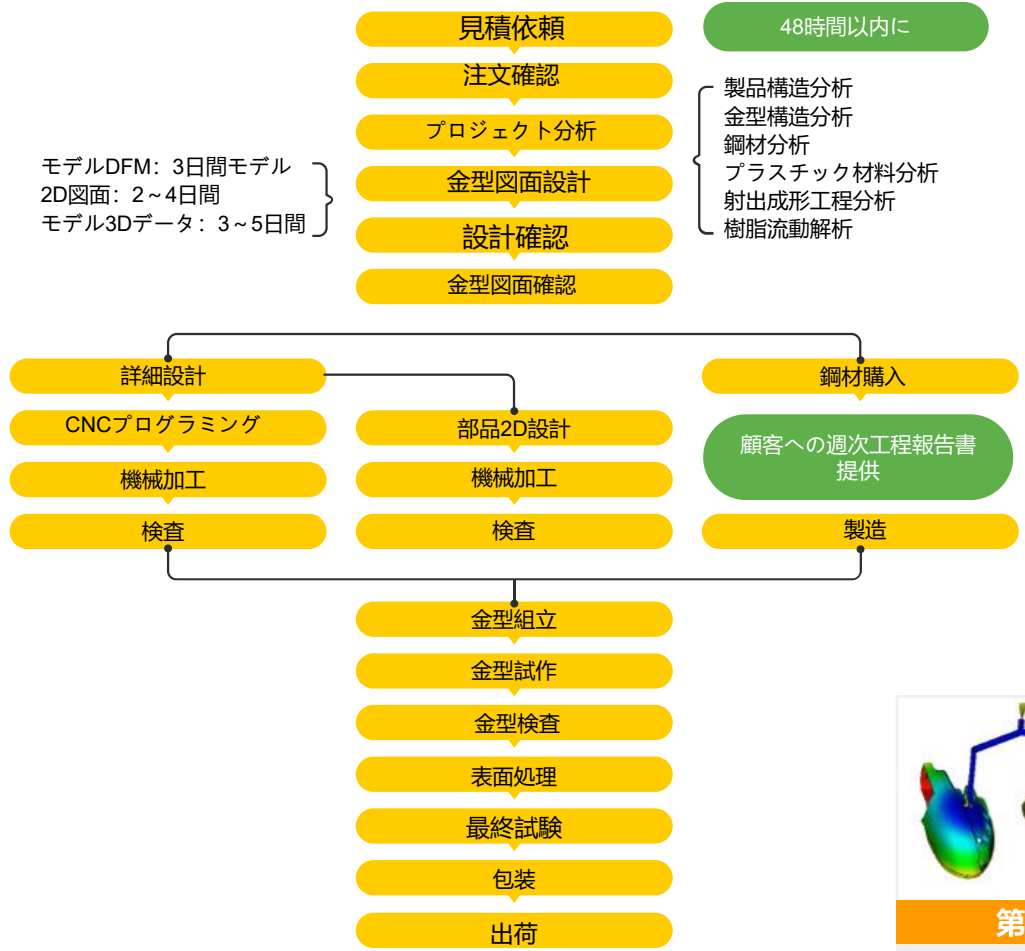 見積依頼
48時間以内に
注文確認
プロジェクト分析
製品構造分析
金型構造分析
鋼材分析
プラスチック材料分析
射出成形工程分析
樹脂流動解析
モデルDFM：3日間モデル
2D図面：2～4日間
モデル3Dデータ：3～5日間
金型図面設計
設計確認
金型図面確認
詳細設計
鋼材購入
CNCプログラミング
部品2D設計
顧客への週次工程報告書
提供
機械加工
機械加工
検査
検査
製造
金型組立
金型試作
金型検査
表面処理
最終試験
包装
出荷
第